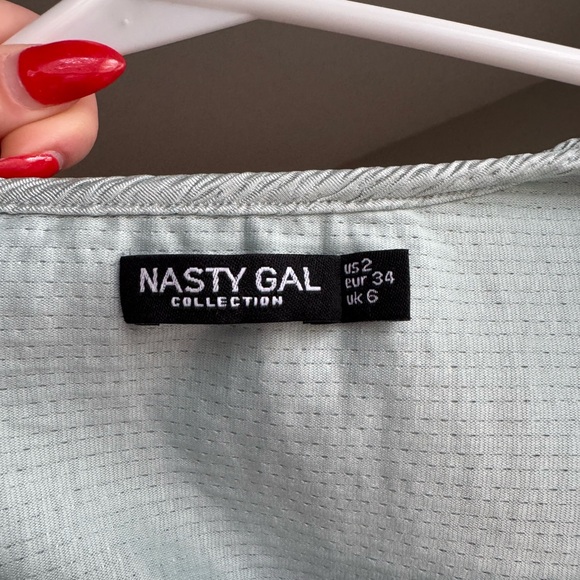 NASTY GAL
COLLECTION
us 2
eur 34
uk 6